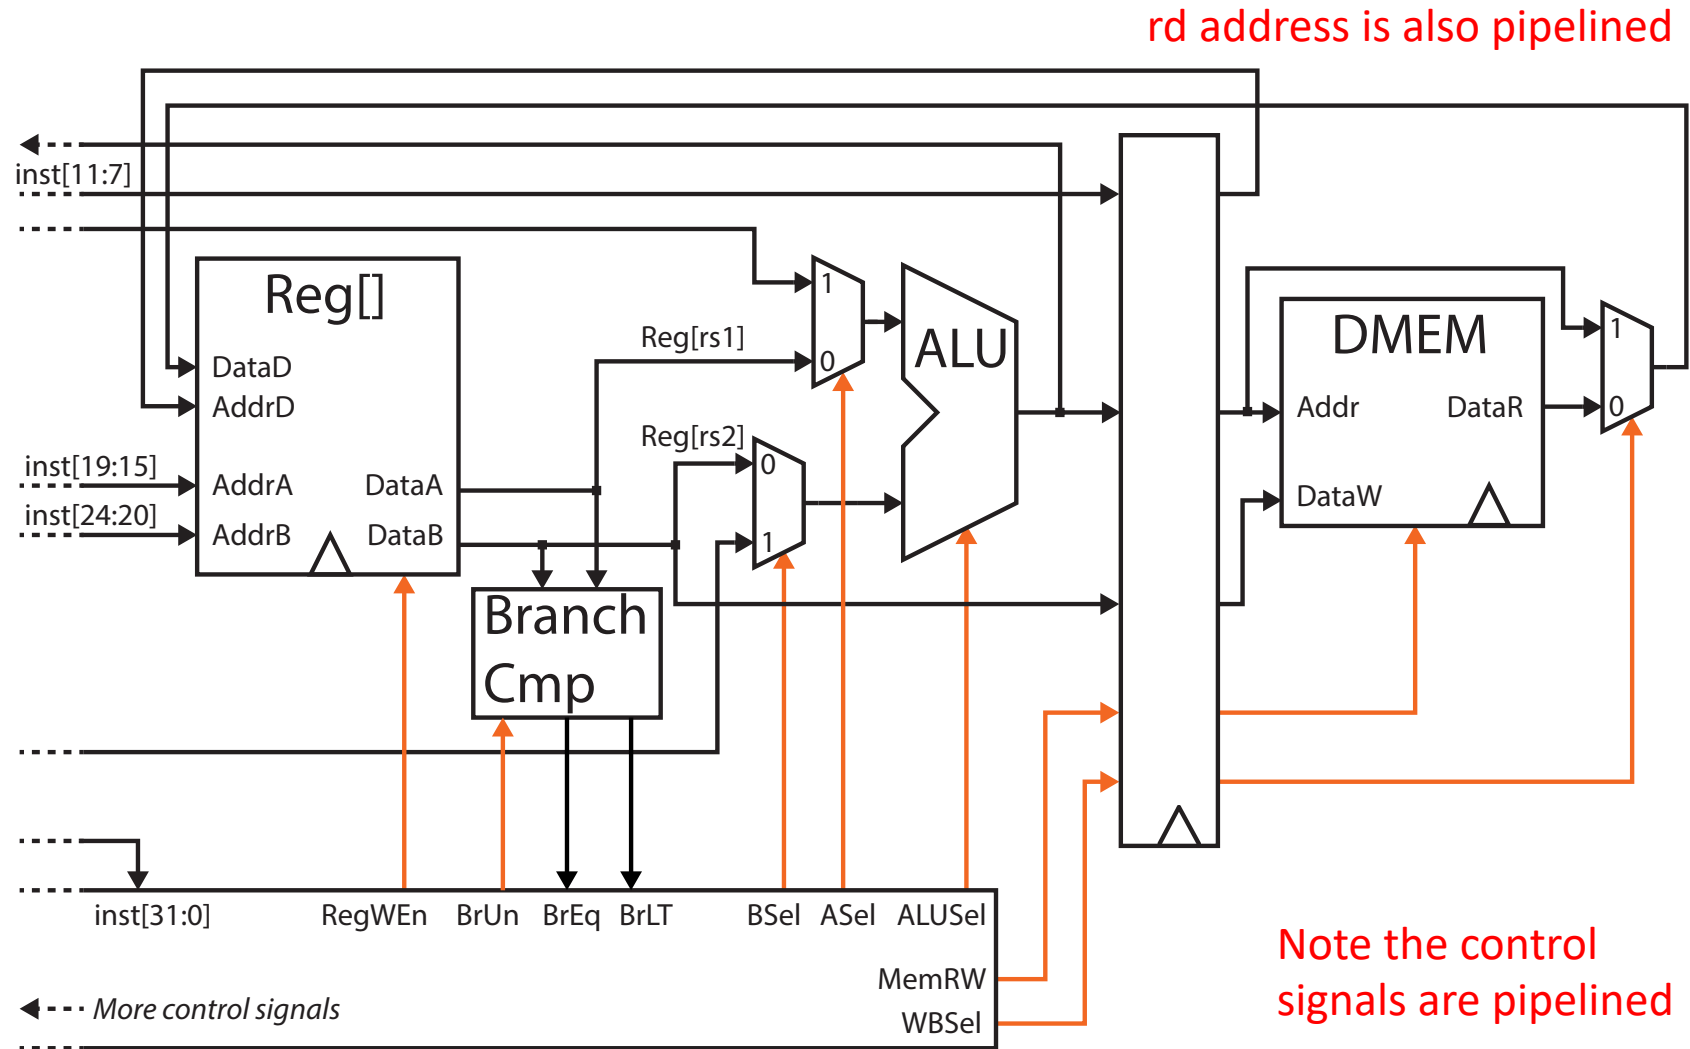 rd address is also pipelined
inst[11:7]
Reg[]
1
ALU
DMEM
1
Reg[rs1]
0
DataD
AddrD
Addr
DataR
0
Reg[rs2]
0
inst[19:15]
AddrA
DataA
DataW
inst[24:20]
AddrB
DataB
1
Branch
Cmp
inst[31:0]
RegWEn
BrUn
BrEq
BrLT
BSel
ASel
ALUSel
Note the control
signals are pipelined
MemRW
More control signals
WBSel